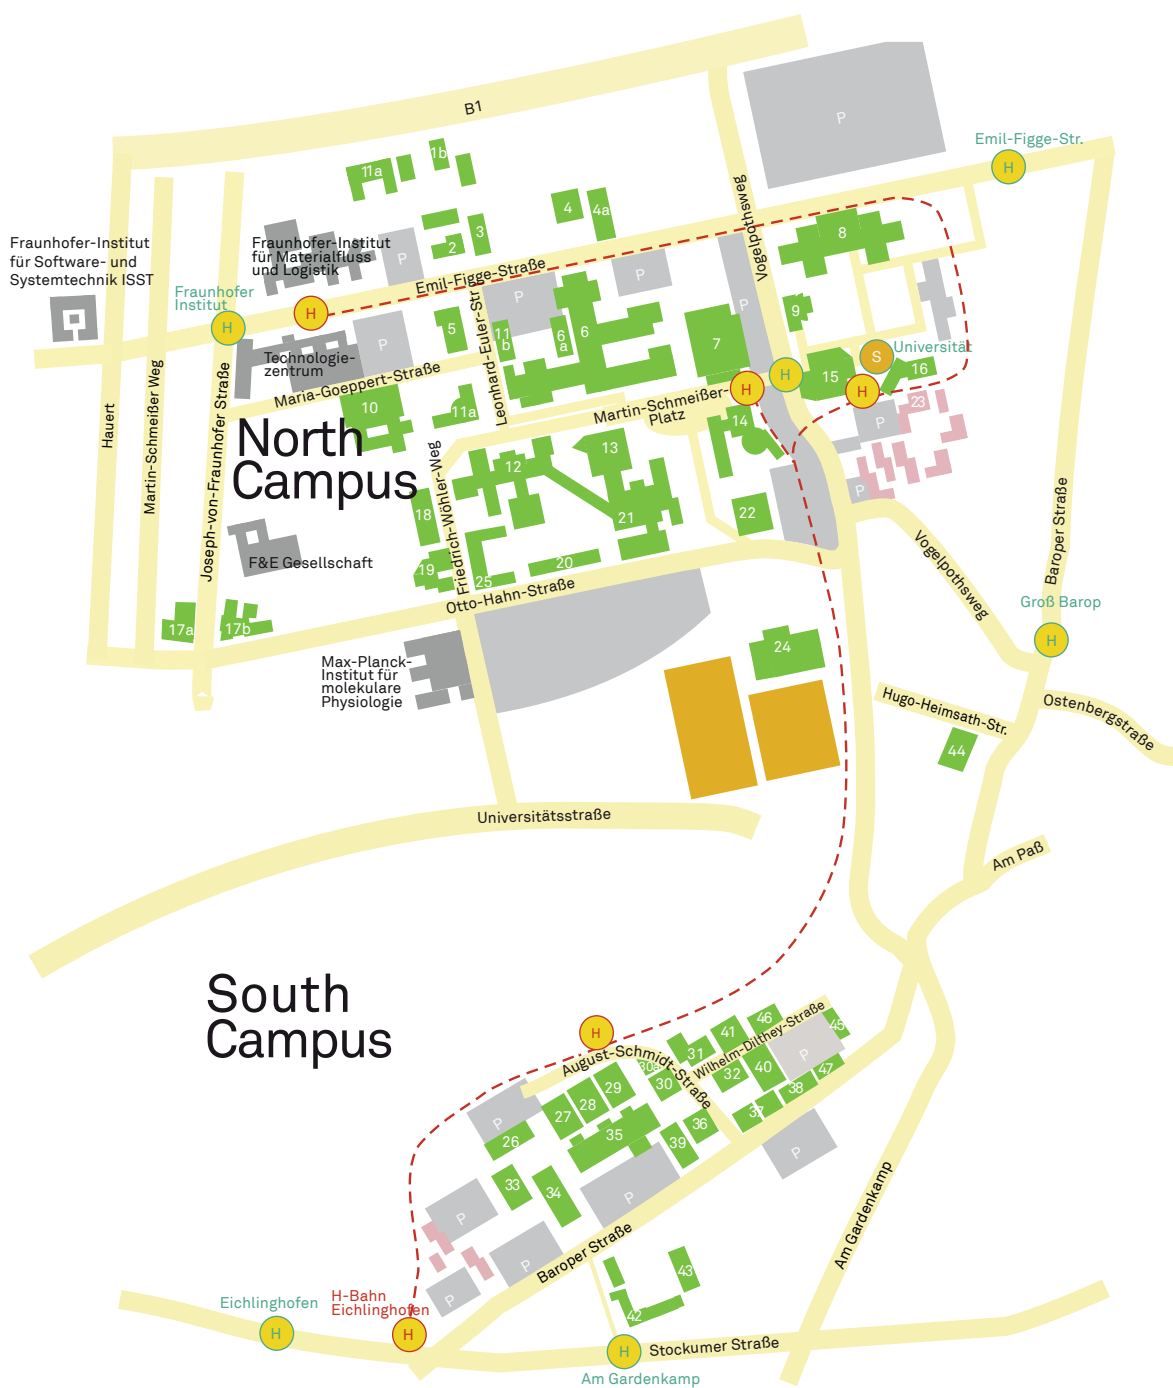 B1
P
Emil-Figge-Str.
H
11a
1b
4
4a
3
2
8
Vogelpothsweg
Fraunhofer-Institut
für Software- und
Systemtechnik ISST
Fraunhofer-Institut
für Materialfluss
und Logistik
P
Emil-Figge-Straße
P
P
P
Fraunhofer
Institut
H
H
5
11
b
6
a
6
7
9
P
Leonhard-Euler-Str.
Technologie-
zentrum
Maria-Goeppert-Straße
S
Universität
H
H
15
H
16
10
11a
Martin-Schmeißer-
Platz
14
P
23
Hauert
Martin-Schmeißer Weg
Joseph-von-Fraunhofer Straße
North
Campus
Friedrich-Wöhler-Weg
12
13
P
18
21
22
F&E Gesellschaft
19
20
25
Otto-Hahn-Straße
Vogelpothsweg
Baroper Straße
Groß Barop
H
17a
17b
Max-Planck-
Institut für
molekulare
Physiologie
24
Hugo-Heimsath-Str.
Ostenbergstraße
44
Universitätsstraße
Am Paß
South
Campus
H
August-Schmidt-Straße
Wilhelm-Dilthey-Straße
46
45
41
31
P
30a
30
32
40
47
38
29
28
27
P
26
35
36
37
39
P
33
34
P
P
P
P
Baroper Straße
Am Gardenkamp
43
42
Eichlinghofen
H
H-Bahn
Eichlinghofen
H
H
Stockumer Straße
Am Gardenkamp